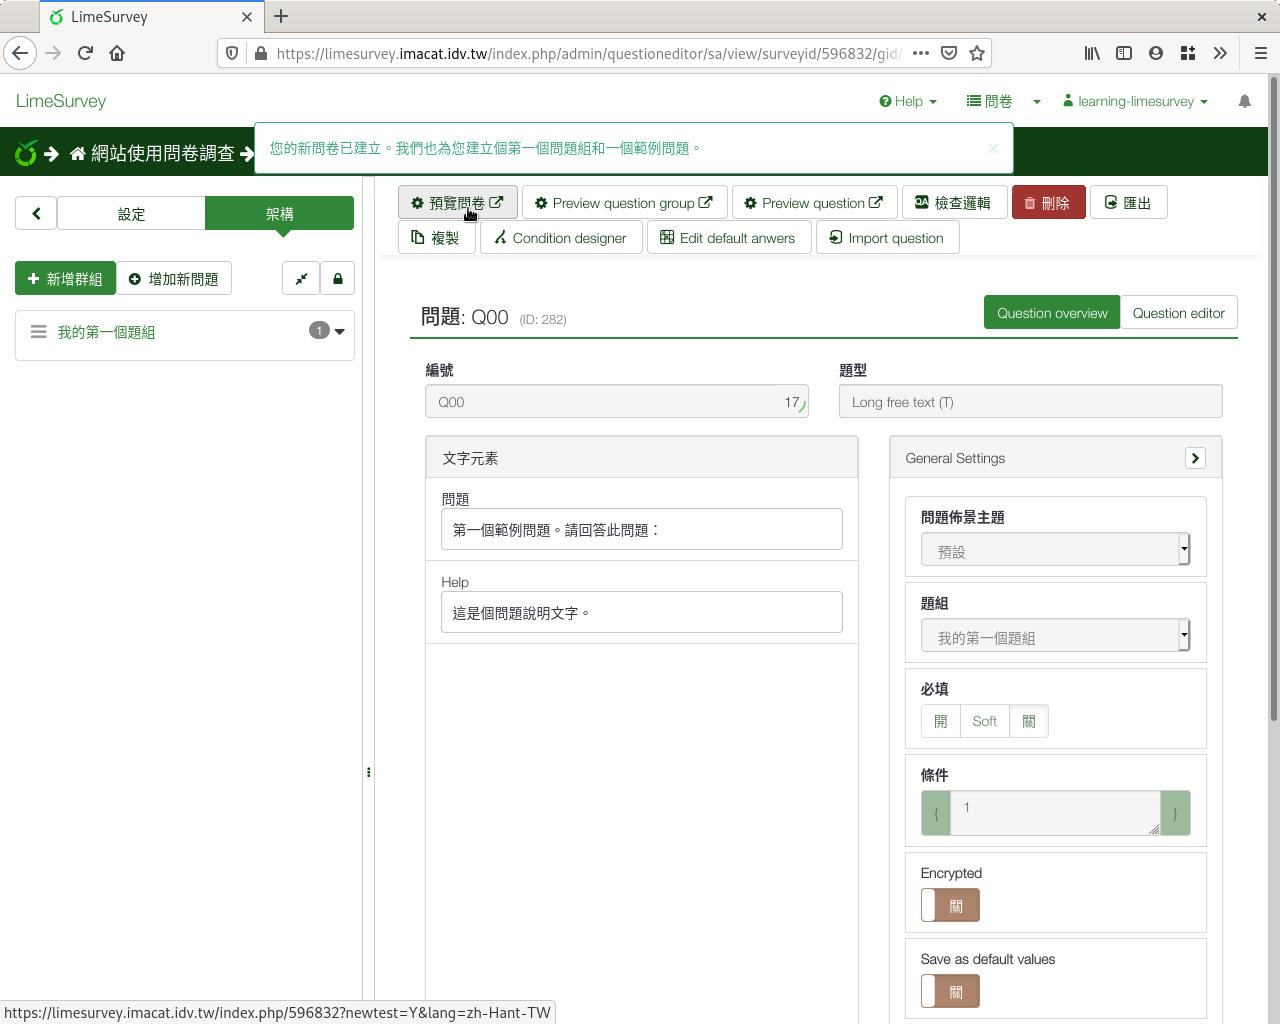 LimeSurvey
https://limesurvey.imacat.idv.tw/index.php/admin/questioneditor/sa/view/surveyid/596832/gid/
LimeSurvey
Help
問卷
learning-limesurvey
網站使用問卷調查
您的新問卷已建立。我們也為您建立個第一個問題組和一個範例問題。
×
設定
架構
預覽問卷
Preview question group
Preview question
QA 檢查邏輯
刪除
匯出
複製
Condition designer
Edit default anwers
Import question
新增群組
增加新問題
我的第一個題組
1
問題: Q00 (ID: 282)
Question overview
Question editor
編號
Q00
17
題型
Long free text (T)
文字元素
問題
第一個範例問題。請回答此問題：
Help
這是個問題說明文字。
General Settings
問題佈景主題
預設
題組
我的第一個題組
必填
開
Soft
關
條件
{
1
}
Encrypted
關
Save as default values
關
https://limesurvey.imacat.idv.tw/index.php/596832?newtest=Y&lang=zh-Hant-TW